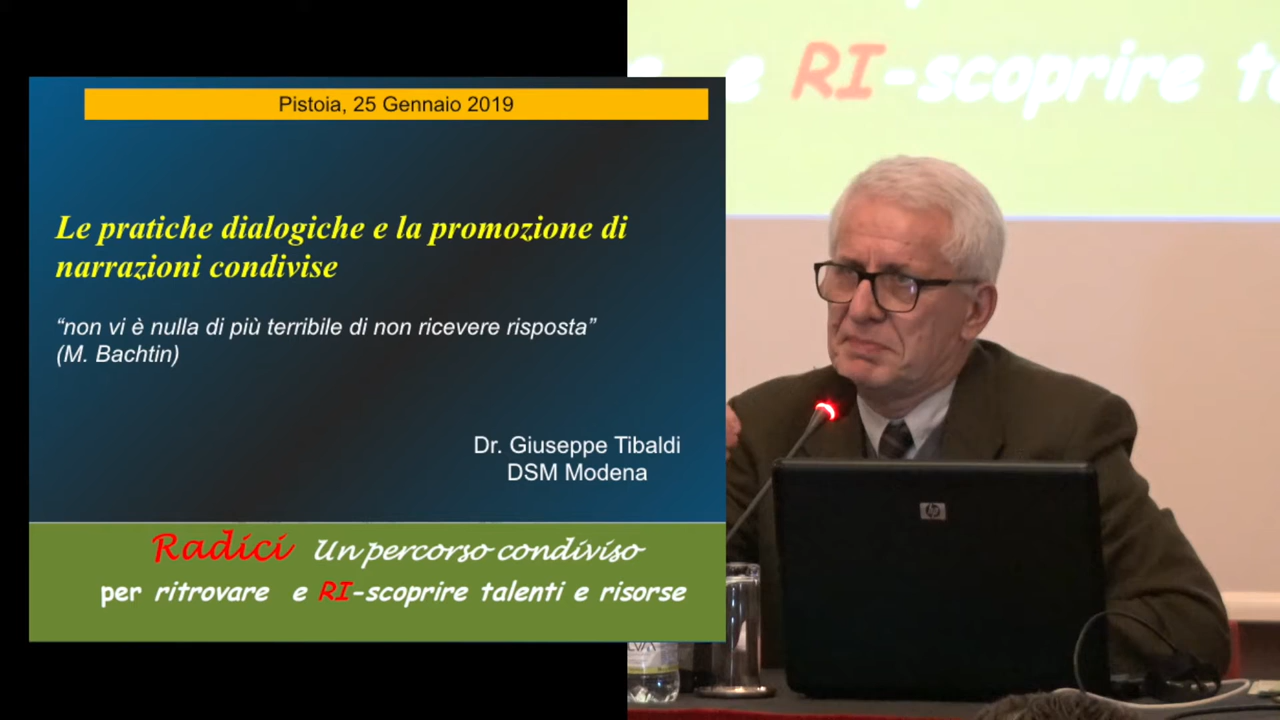 Pistoia, 25 Gennaio 2019
Le pratiche dialogiche e la promozione di
narrazioni condivise
“non vi è nulla di più terribile di non ricevere risposta”
(M. Bachtin)
Dr. Giuseppe Tibaldi
DSM Modena
Radici Un percorso condiviso
per ritrovare e RI-scoprire talenti e risorse
e RI-scoprire
hp